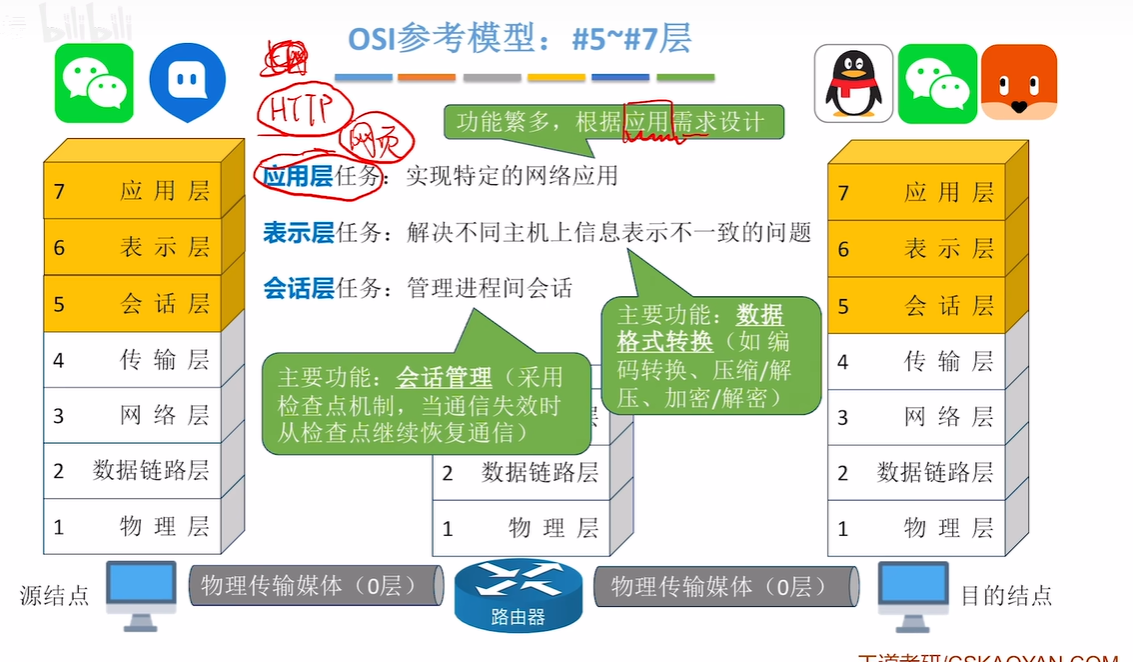 bilibili
OSI参考模型：#5~#7层
HTTP
网页
功能繁多，根据应用需求设计
应用层任务：实现特定的网络应用
表示层任务：解决不同主机上信息表示不一致的问题
会话层任务：管理进程间会话
主要功能：数据
格式转换（如 编
码转换、压缩/解
压、加密/解密）
主要功能：会话管理（采用
检查点机制，当通信失效时
从检查点继续恢复通信）
7 应用层
6 表示层
5 会话层
4 传输层
3 网络层
2 数据链路层
1 物理层
层
2 数据链路层
1 物理层
7 应用层
6 表示层
5 会话层
4 传输层
3 网络层
2 数据链路层
1 物理层
源结点
物理传输媒体（0层）
路由器
物理传输媒体（0层）
目的结点
王道考研/CSKAOYAN.COM